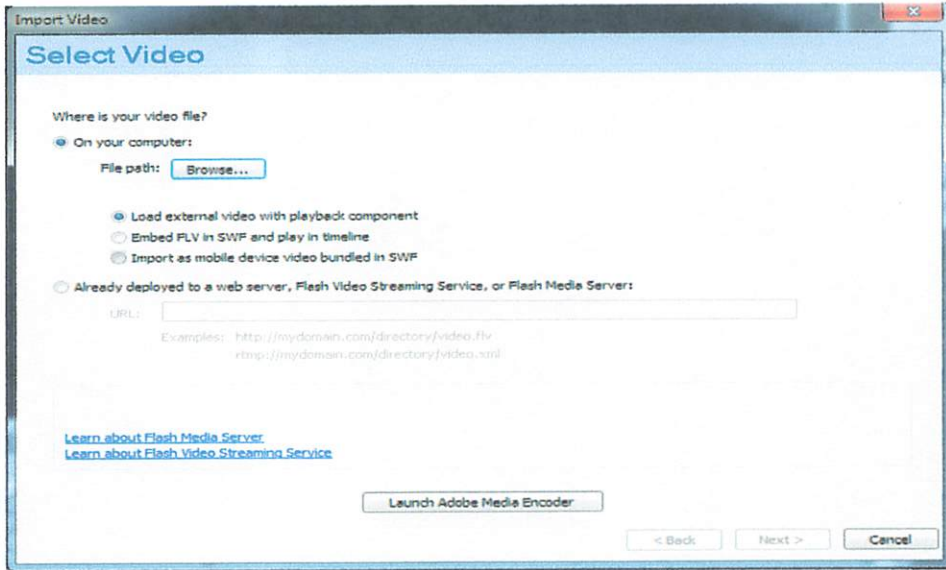 Import Video
Select Video
Where is your video file?
On your computer:
File path: Browse...
Load external video with playback component
Embed FLV in SWF and play in timeline
Import as mobile device video bundled in SWF
Already deployed to a web server, Flash Video Streaming Service, or Flash Media Server:
URL:
Examples: http://mydomain.com/directory/video.flv
rtmp://mydomain.com/directory/video.xml
Learn about Flash Media Server
Learn about Flash Video Streaming Service
Launch Adobe Media Encoder
< Back Next > Cancel